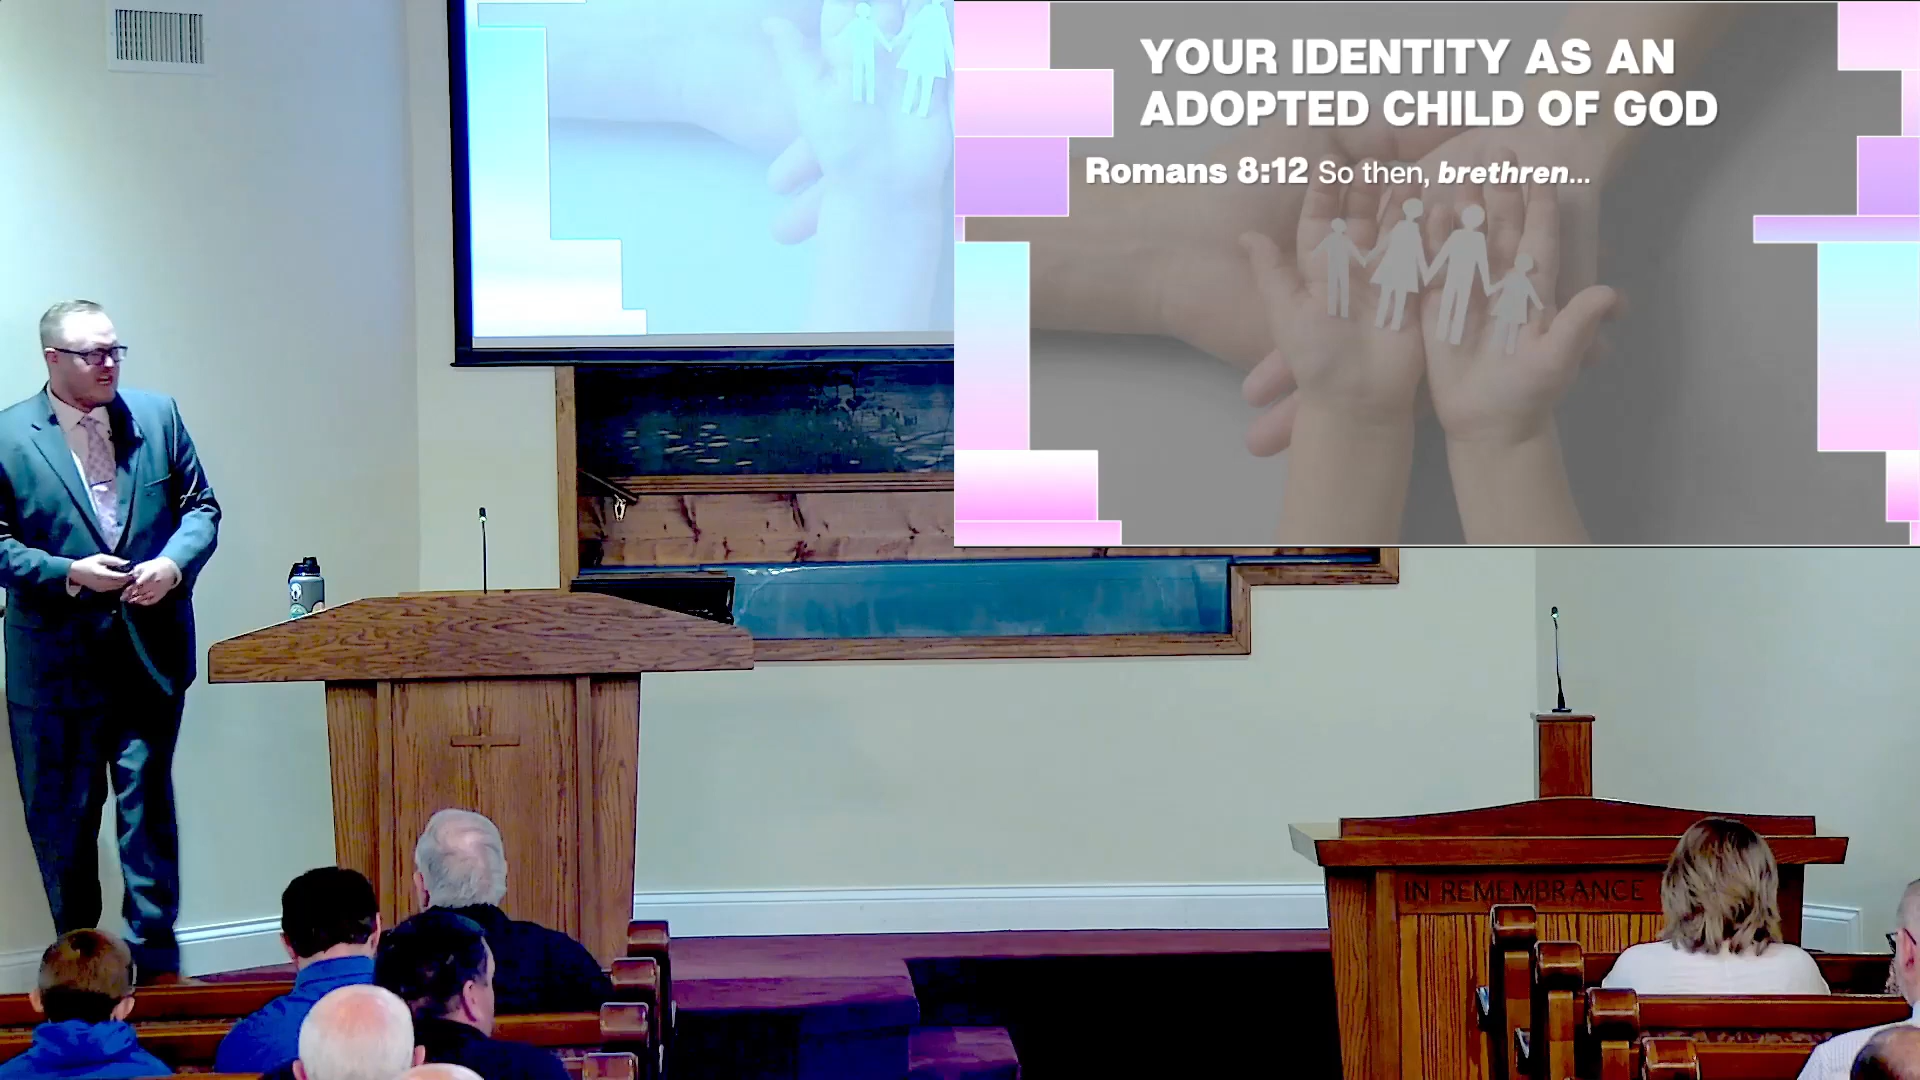 YOUR IDENTITY AS AN
ADOPTED CHILD OF GOD
Romans 8:12 So then, brethren...
IN REMEMBRANCE